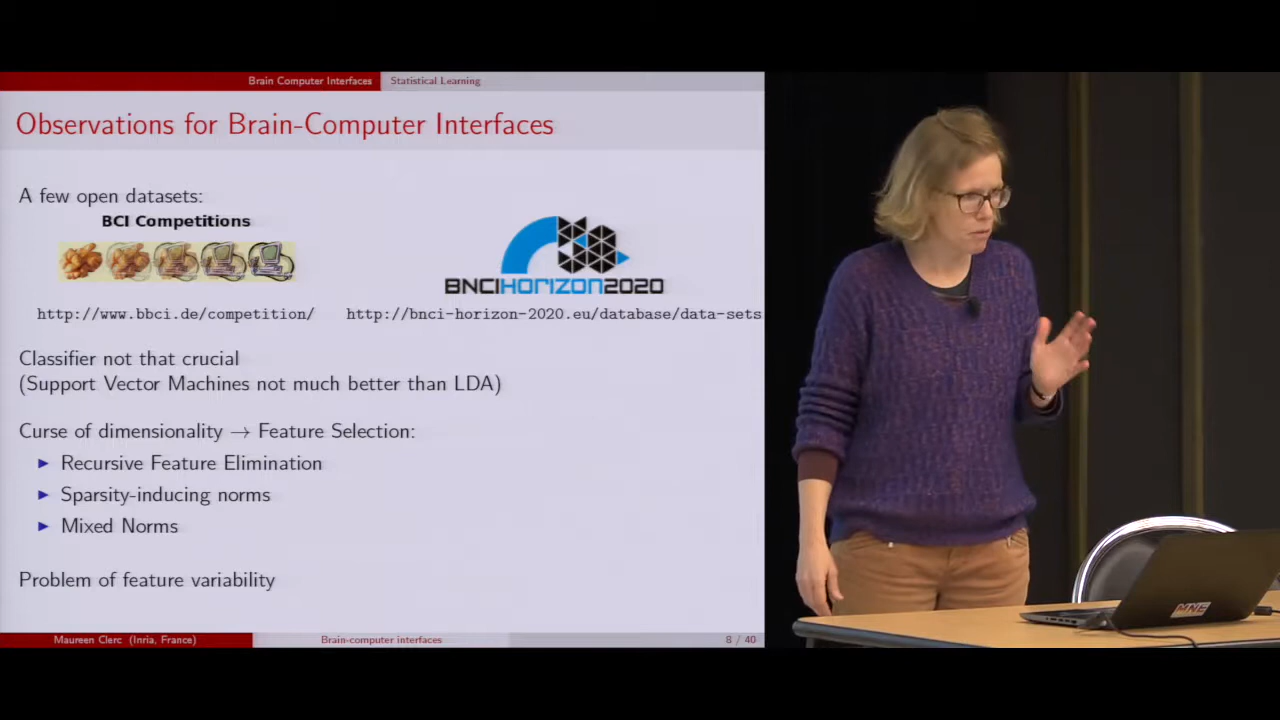 Brain Computer Interfaces Statistical Learning
Observations for Brain-Computer Interfaces
A few open datasets:
BCI Competitions
BNCIHORIZON2020
http://www.bbci.de/competition/ http://bnci-horizon-2020.eu/database/data-sets
Classifier not that crucial
(Support Vector Machines not much better than LDA)
Curse of dimensionality → Feature Selection:
▶ Recursive Feature Elimination
▶ Sparsity-inducing norms
▶ Mixed Norms
Problem of feature variability
Maureen Clerc (Inria, France) Brain-computer interfaces 8 / 40
MNE